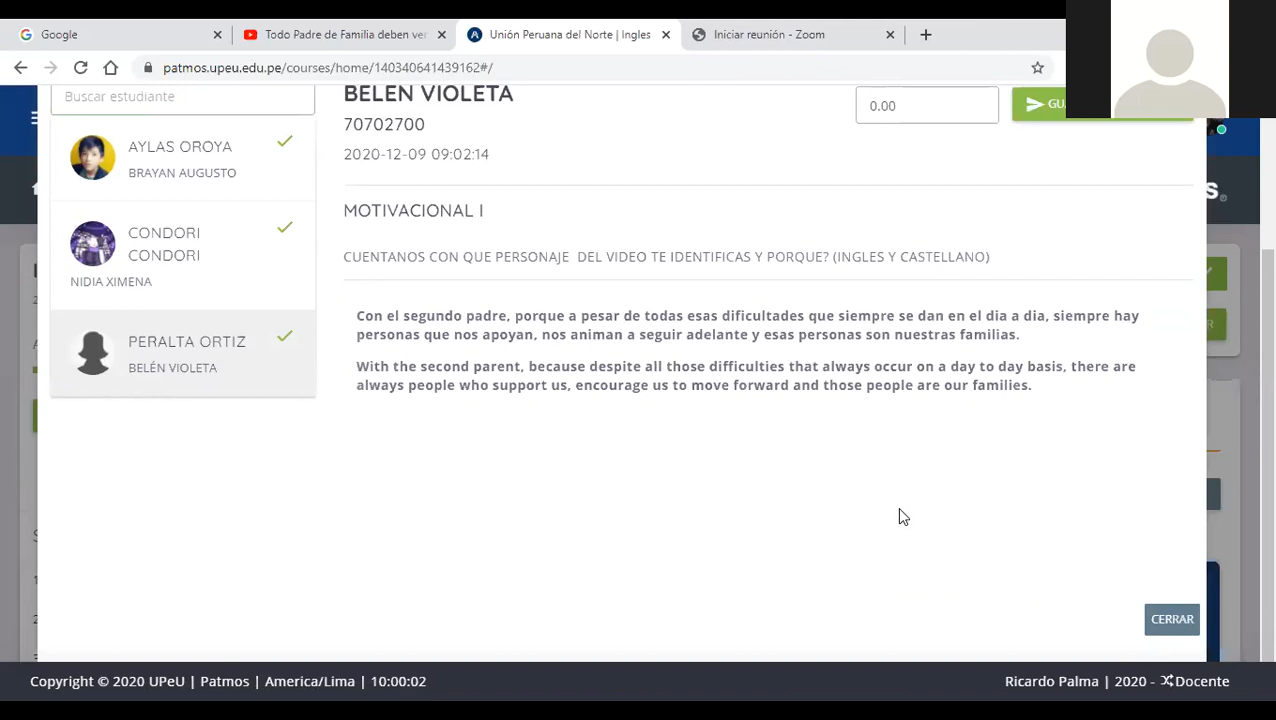 Google
Todo Padre de Familia deben ver
Unión Peruana del Norte | Ingles
Iniciar reunión - Zoom
patmos.upeu.edu.pe/courses/home/140340641439162#/
Buscar estudiante
AYLAS OROYA
BRAYAN AUGUSTO
CONDORI
CONDORI
NIDIA XIMENA
PERALTA ORTIZ
BELÉN VIOLETA
BELÉN VIOLETA
70702700
2020-12-09 09:02:14
0.00
MOTIVACIONAL I
CUENTANOS CON QUE PERSONAJE DEL VIDEO TE IDENTIFICAS Y PORQUE? (INGLES Y CASTELLANO)
Con el segundo padre, porque a pesar de todas esas dificultades que siempre se dan en el dia a dia, siempre hay
personas que nos apoyan, nos animan a seguir adelante y esas personas son nuestras familias.
With the second parent, because despite all those difficulties that always occur on a day to day basis, there are
always people who support us, encourage us to move forward and those people are our families.
CERRAR
Copyright © 2020 UPeU | Patmos | America/Lima | 10:00:02
Ricardo Palma | 2020 - Docente